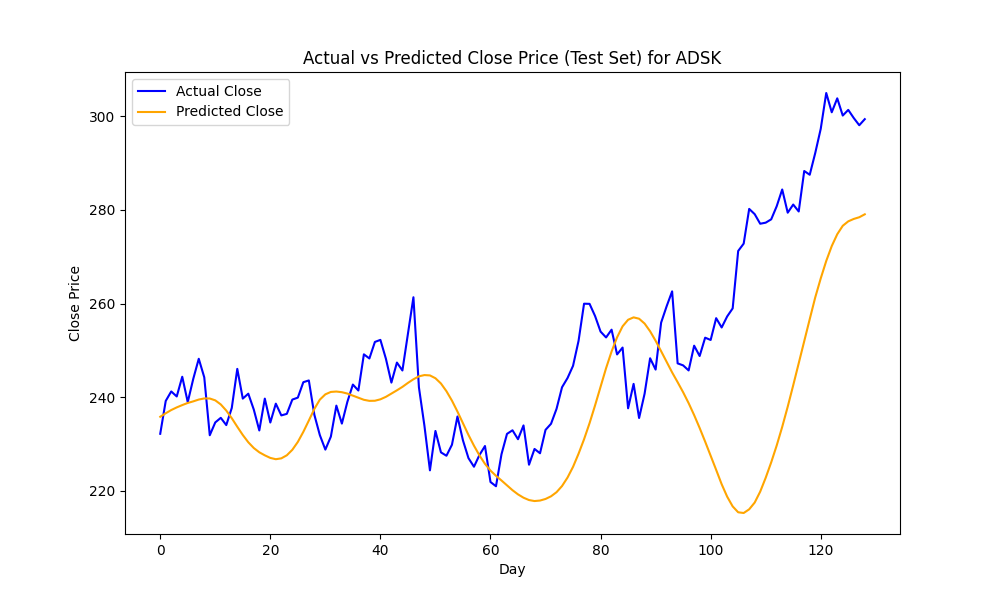 Actual vs Predicted Close Price (Test Set) for ADSK
Actual Close
Predicted Close
300
280
260
240
220
Close Price
0 20 40 60 80 100 120
Day